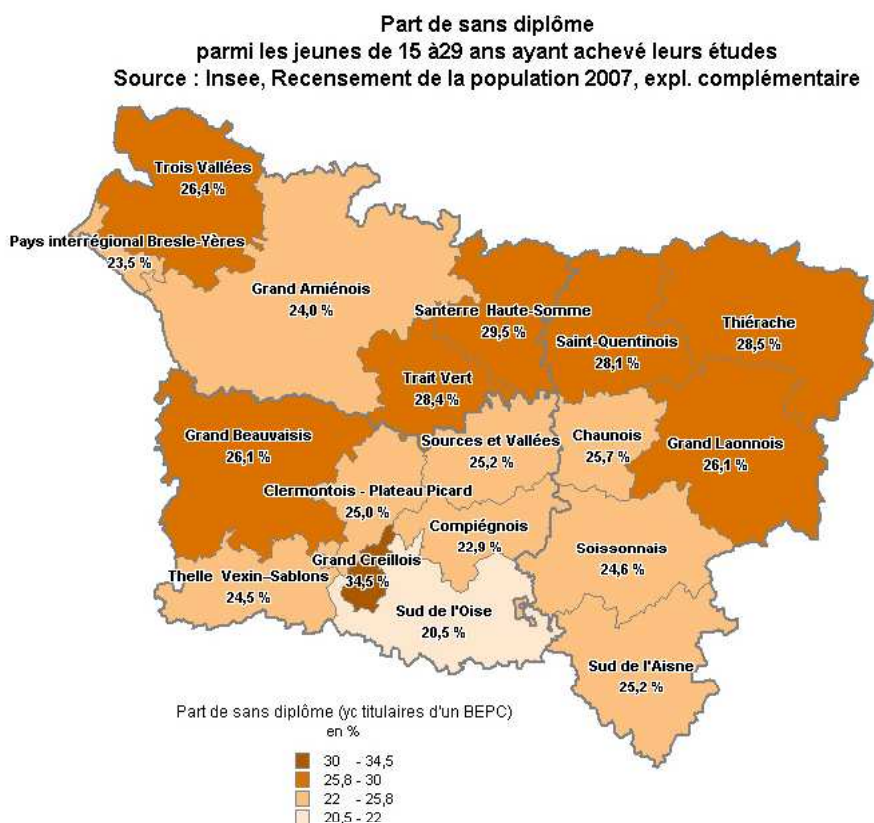 Part de sans diplôme
parmi les jeunes de 15 à29 ans ayant achevé leurs études
Source : Insee, Recensement de la population 2007, expl. complémentaire
Trois Vallées
26,4 %
Pays interrégional Bresle-Yères
23,5 %
Grand Amiénois
24,0 %
Santerre Haute-Somme
29,5 %
Saint-Quentinois
28,1 %
Thiérache
28,5 %
Trait Vert
28,4 %
Grand Beauvaisis
26,1 %
Sources et Vallées
25,2 %
Chaunois
25,7 %
Grand Laonnois
26,1 %
Clermontois - Plateau Picard
25,0 %
Compiégnois
22,9 %
Soissonnais
24,6 %
Grand Creillois
34,5 %
Thelle Vexin-Sablons
24,5 %
Sud de l'Oise
20,5 %
Sud de l'Aisne
25,2 %
Part de sans diplôme (yc titulaires d'un BEPC)
en %
30 - 34,5
25,8 - 30
22 - 25,8
20,5 - 22